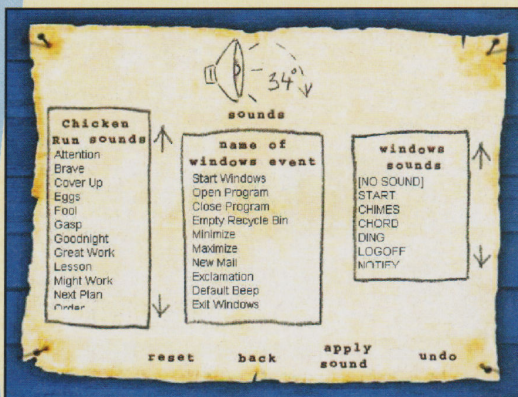 34°
sounds
Chicken
Run sounds
Attention
Brave
Cover Up
Eggs
Fool
Gasp
Goodnight
Great Work
Lesson
Might Work
Next Plan
Order
name of
windows event
Start Windows
Open Program
Close Program
Empty Recycle Bin
Minimize
Maximize
New Mail
Exclamation
Default Beep
Exit Windows
windows
sounds
[NO SOUND]
START
CHIMES
CHORD
DING
LOGOFF
NOTIFY
reset
back
apply
sound
undo